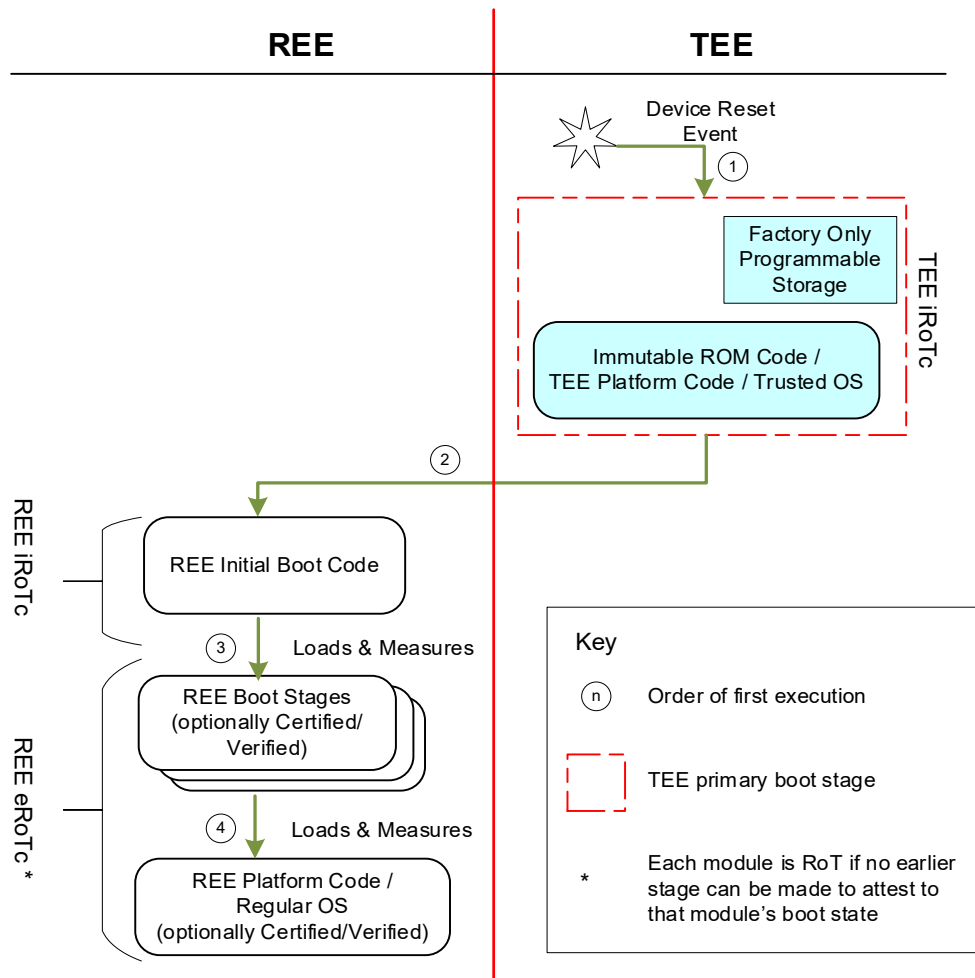 REE
TEE
Device Reset
Event
1
Factory Only
Programmable
Storage
TEE iRoTc
Immutable ROM Code /
TEE Platform Code / Trusted OS
2
REE iRoTc
REE Initial Boot Code
3
Loads & Measures
REE eRoTc *
REE Boot Stages
(optionally Certified/
Verified)
4
Loads & Measures
REE Platform Code /
Regular OS
(optionally Certified/Verified)
Key
n
Order of first execution
TEE primary boot stage
*
Each module is RoT if no earlier
stage can be made to attest to
that module's boot state